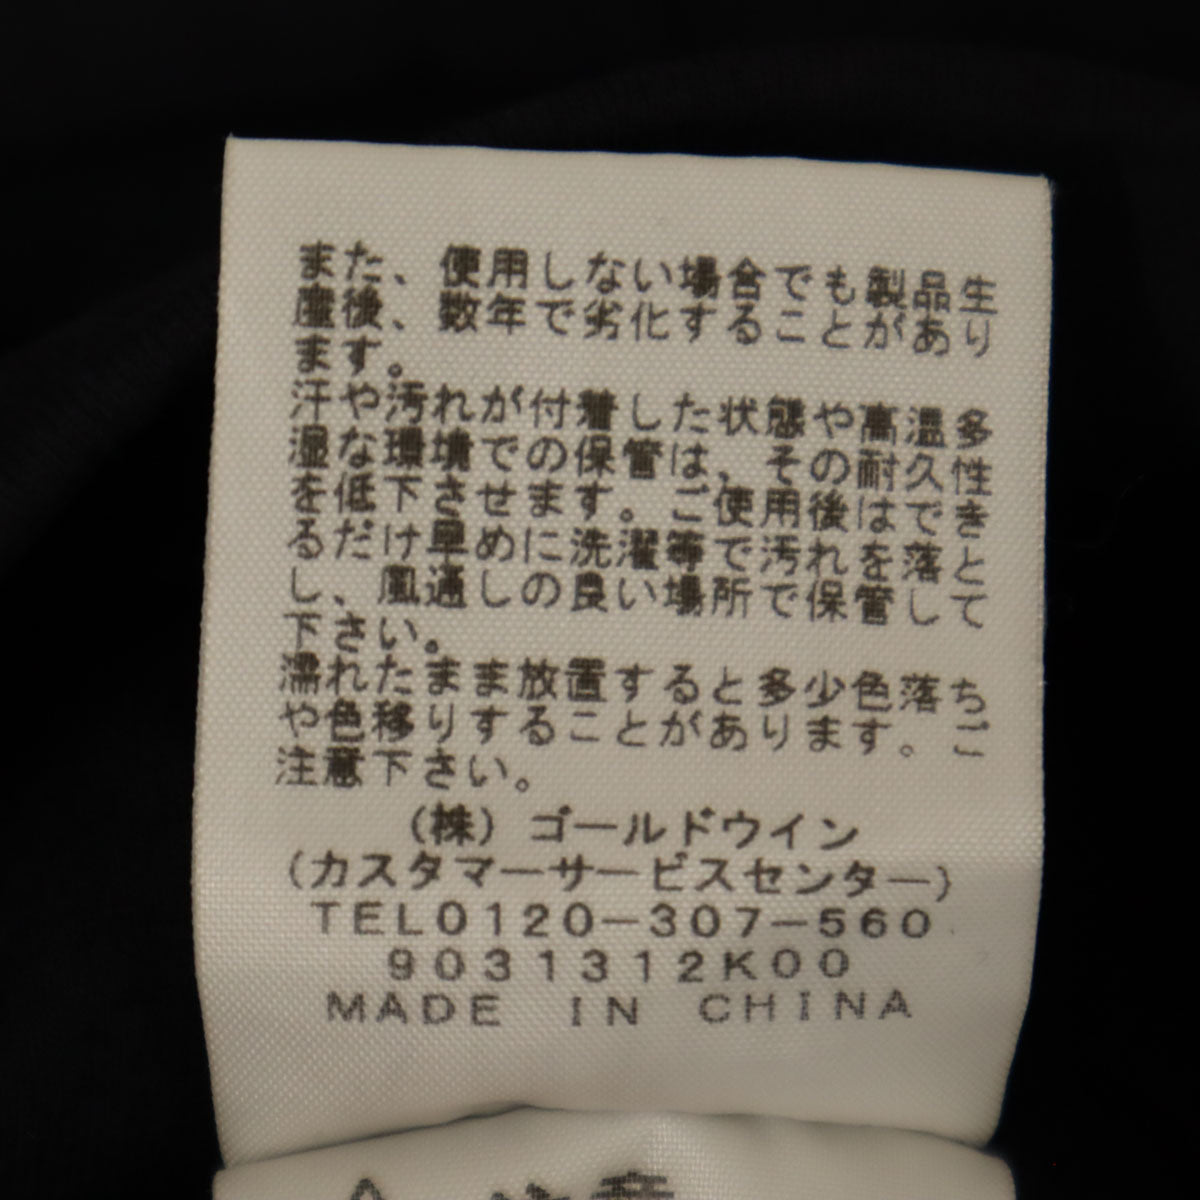 また、使用しない場合でも製品生
産後、数年で劣化することがあり
ます。
汗や汚れが付着した状態や高温多
湿な環境での保管は、その耐久性
を低下させます。ご使用後はできる
るだけ早めに洗濯等で汚れを落と
し、風通しの良い場所で保管して
下さい。
濡れたまま放置すると多少色落ち
や色移りすることがあります。ご
注意下さい。
(株)ゴールドウイン
(カスタマーサービスセンター)
TEL0120-307-560
9031312K00
MADE IN CHINA
注意